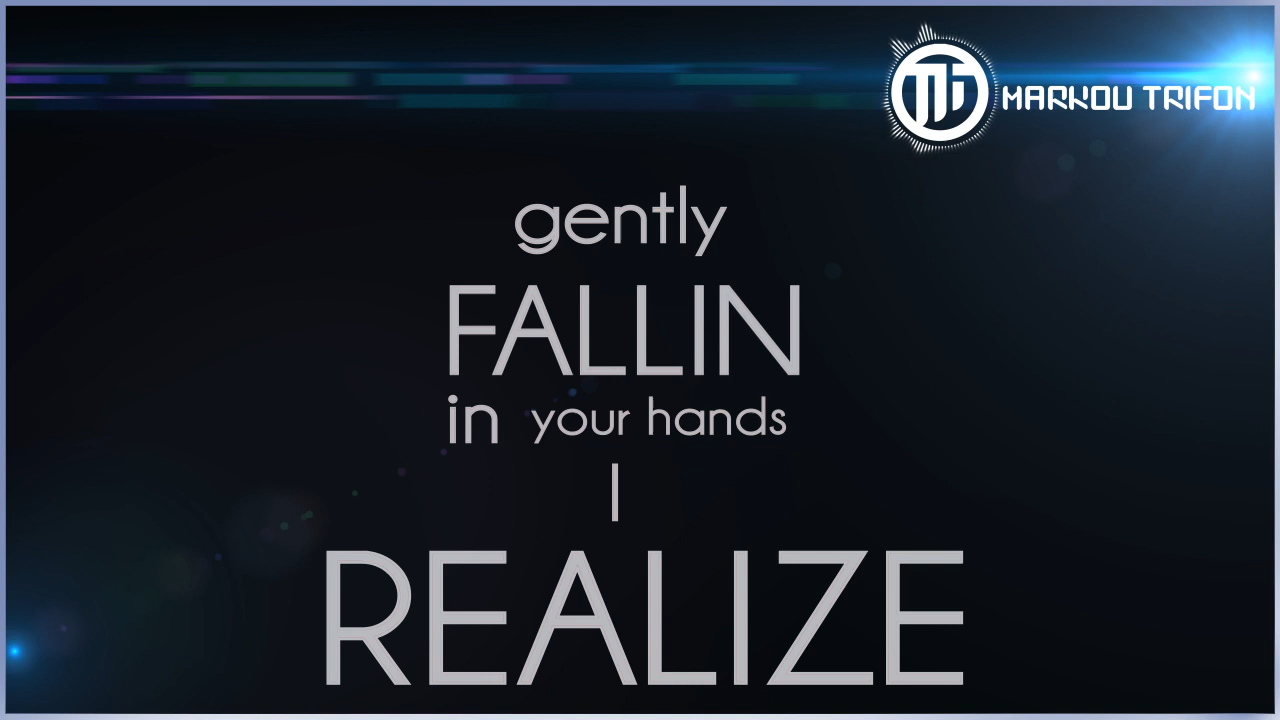 MARKOU TRIFON
gently
FALLIN
in your hands
I
REALIZE